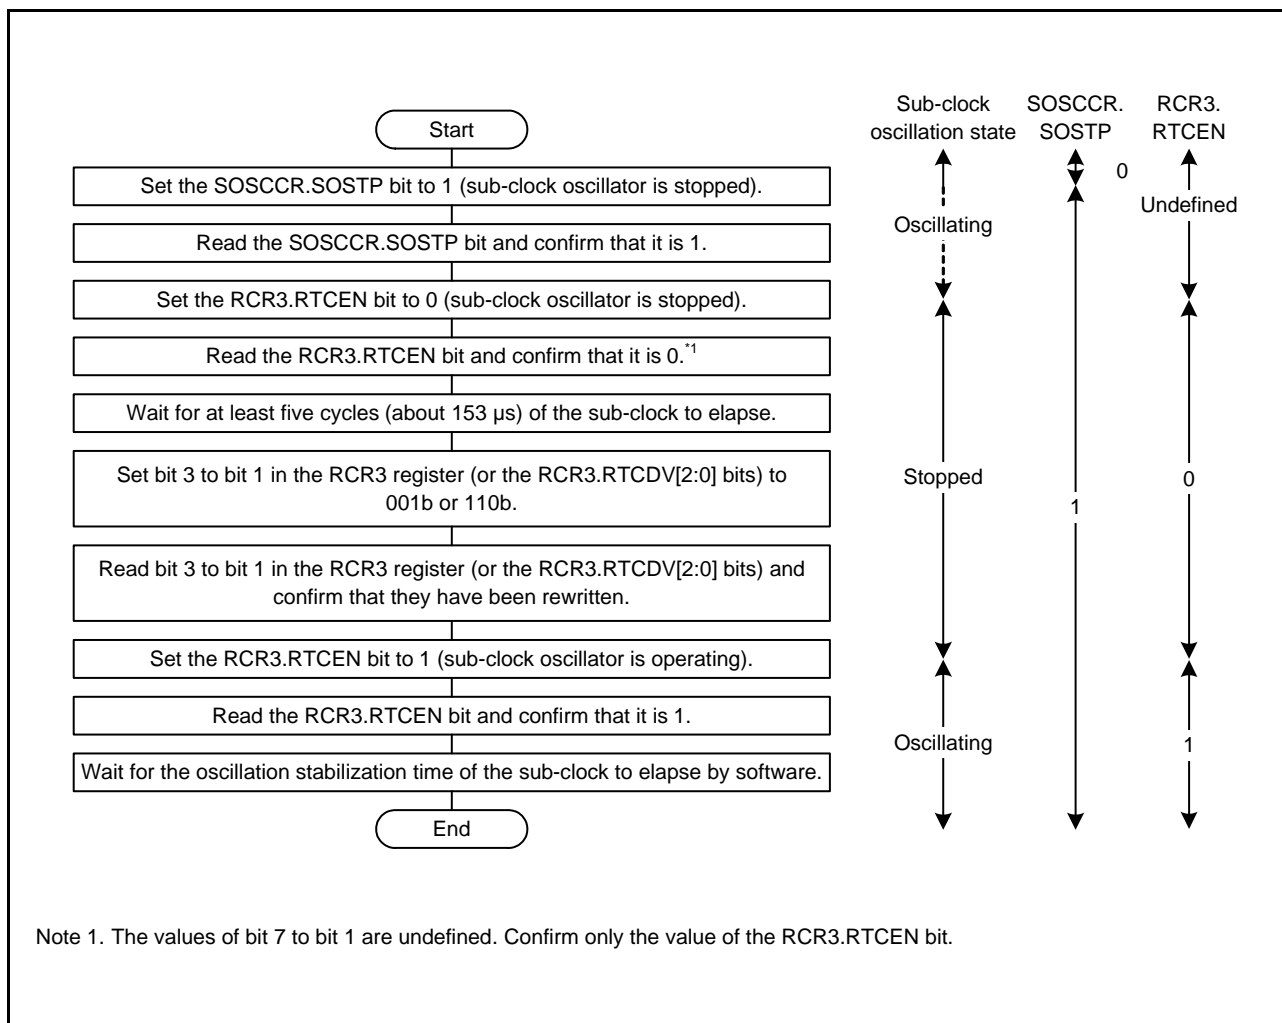 Start
Set the SOSCCR.SOSTP bit to 1 (sub-clock oscillator is stopped).
Read the SOSCCR.SOSTP bit and confirm that it is 1.
Set the RCR3.RTCEN bit to 0 (sub-clock oscillator is stopped).
Read the RCR3.RTCEN bit and confirm that it is 0.*1
Wait for at least five cycles (about 153 µs) of the sub-clock to elapse.
Set bit 3 to bit 1 in the RCR3 register (or the RCR3.RTCDV[2:0] bits) to
001b or 110b.
Read bit 3 to bit 1 in the RCR3 register (or the RCR3.RTCDV[2:0] bits) and
confirm that they have been rewritten.
Set the RCR3.RTCEN bit to 1 (sub-clock oscillator is operating).
Read the RCR3.RTCEN bit and confirm that it is 1.
Wait for the oscillation stabilization time of the sub-clock to elapse by software.
End
Sub-clock
oscillation state
Oscillating
Stopped
Oscillating
SOSCCR.
SOSTP
0
1
RCR3.
RTCEN
Undefined
0
1
Note 1. The values of bit 7 to bit 1 are undefined. Confirm only the value of the RCR3.RTCEN bit.